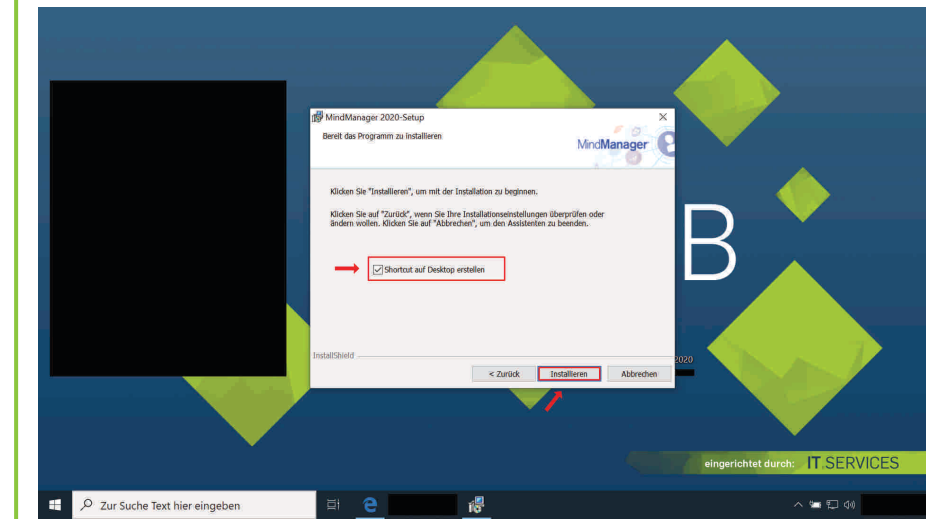 MindManager 2020-Setup
Bereit das Programm zu installieren
MindManager
Klicken Sie "Installieren", um mit der Installation zu beginnen.
Klicken Sie auf "Zurück", wenn Sie Ihre Installationseinstellungen überprüfen oder
ändern wollen. Klicken Sie auf "Abbrechen", um den Assistenten zu beenden.
Shortcut auf Desktop erstellen
InstallShield
< Zurück Installieren Abbrechen
B
2020
eingerichtet durch: IT.SERVICES
Zur Suche Text hier eingeben